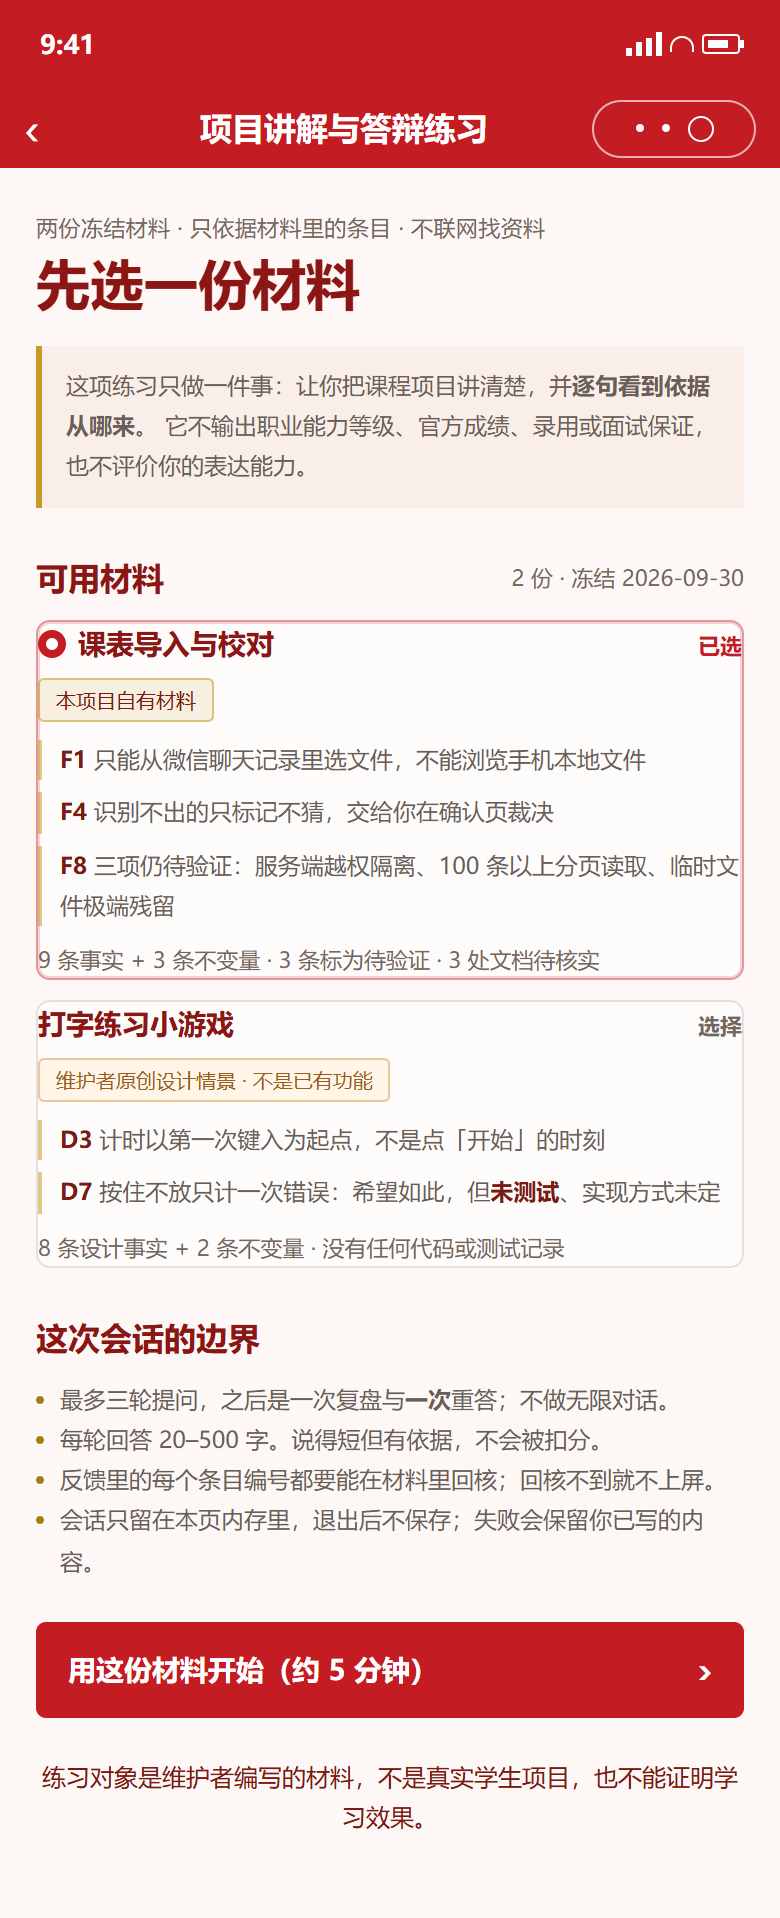 9:41
‹ 项目讲解与答辩练习
两份冻结材料 · 只依据材料里的条目 · 不联网找资料
先选一份材料
这项练习只做一件事：让你把课程项目讲清楚，并逐句看到依据
从哪来。 它不输出职业能力等级、官方成绩、录用或面试保证，
也不评价你的表达能力。
可用材料 2 份 · 冻结 2026-09-30
课表导入与校对 已选
本项目自有材料
F1 只能从微信聊天记录里选文件，不能浏览手机本地文件
F4 识别不出的只标记不猜，交给你在确认页裁决
F8 三项仍待验证：服务端越权隔离、100 条以上分页读取、临时文
件极端残留
9 条事实 + 3 条不变量 · 3 条标为待验证 · 3 处文档待核实
打字练习小游戏 选择
维护者原创设计情景 · 不是已有功能
D3 计时以第一次键入为起点，不是点「开始」的时刻
D7 按住不放只计一次错误：希望如此，但未测试、实现方式未定
8 条设计事实 + 2 条不变量 · 没有任何代码或测试记录
这次会话的边界
最多三轮提问，之后是一次复盘与一次重答；不做无限对话。
每轮回答 20–500 字。说得短但有依据，不会被扣分。
反馈里的每个条目编号都要能在材料里回核；回核不到就不上屏。
会话只留在本页内存里，退出后不保存；失败会保留你已写的内
容。
用这份材料开始（约 5 分钟） ›
练习对象是维护者编写的材料，不是真实学生项目，也不能证明学
习效果。